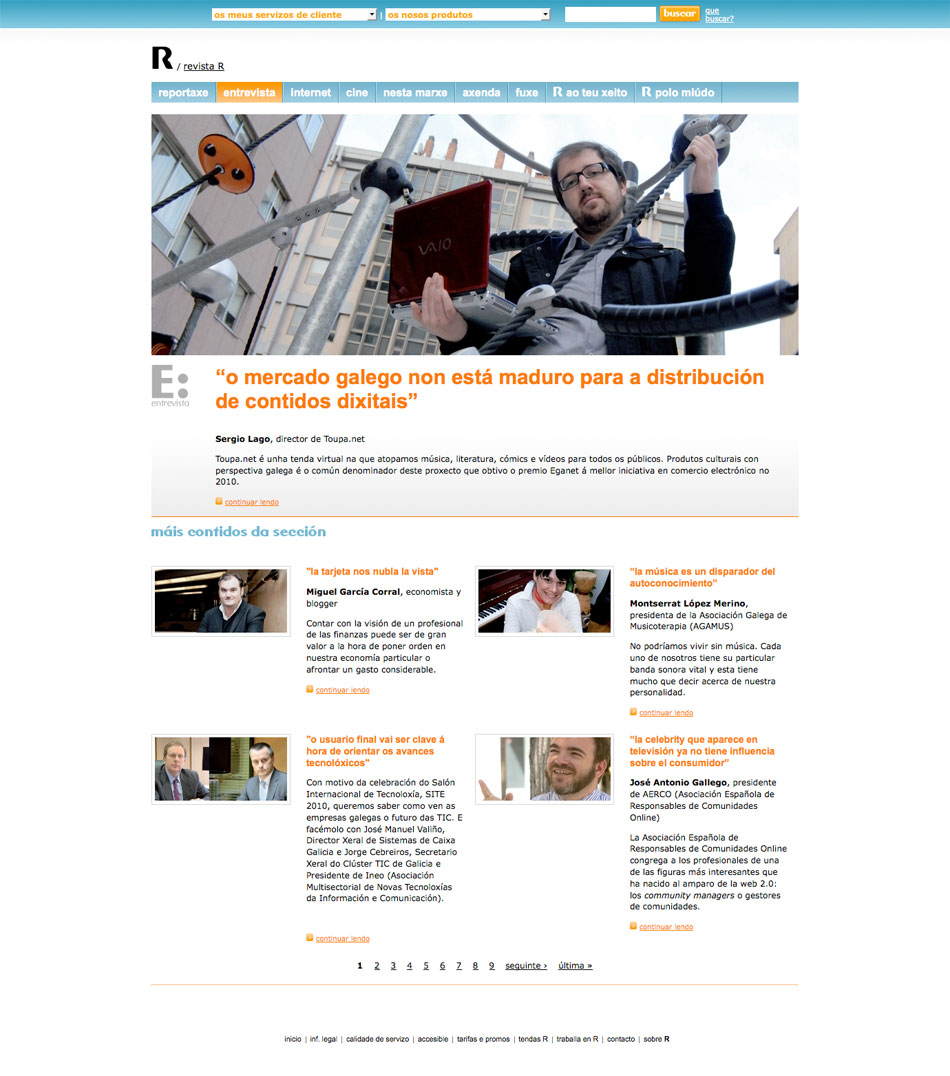 os meus servizos de cliente | os nosos produtos buscar que
buscar?
R / revista R
reportaxe entrevista internet cine nesta marxe axenda fuxe R ao teu xeito R polo miúdo
VAIO
E:
entrevista
“o mercado galego non está maduro para a distribución
de contidos dixitais”
Sergio Lago, director de Toupa.net
Toupa.net é unha tenda virtual na que atopamos música, literatura, cómics e vídeos para todos os públicos. Produtos culturais con
perspectiva galega é o común denominador deste proxecto que obtivo o premio Eganet á mellor iniciativa en comercio electrónico no
2010.
continuar lendo
máis contidos da sección
"la tarjeta nos nubla la vista"
Miguel García Corral, economista y
blogger
Contar con la visión de un profesional
de las finanzas puede ser de gran
valor a la hora de poner orden en
nuestra economía particular o
afrontar un gasto considerable.
continuar lendo
“la música es un disparador del
autoconocimiento”
Montserrat López Merino,
presidenta de la Asociación Galega de
Musicoterapia (AGAMUS)
No podríamos vivir sin música. Cada
uno de nosotros tiene su particular
banda sonora vital y esta tiene
mucho que decir acerca de nuestra
personalidad.
continuar lendo
"o usuario final vai ser clave á
hora de orientar os avances
tecnolóxicos"
Con motivo da celebración do Salón
Internacional de Tecnoloxía, SITE
2010, queremos saber como ven as
empresas galegas o futuro das TIC. E
facémolo con José Manuel Valiño,
Director Xeral de Sistemas de Caixa
Galicia e Jorge Cebreiros, Secretario
Xeral do Clúster TIC de Galicia e
Presidente de Ineo (Asociación
Multisectorial de Novas Tecnoloxías
da Información e Comunicación).
continuar lendo
“la celebrity que aparece en
televisión ya no tiene influencia
sobre el consumidor”
José Antonio Gallego, presidente
de AERCO (Asociación Española de
Responsables de Comunidades
Online)
La Asociación Española de
Responsables de Comunidades Online
congrega a los profesionales de una
de las figuras más interesantes que
ha nacido al amparo de la web 2.0:
los community managers o gestores
de comunidades.
continuar lendo
1 2 3 4 5 6 7 8 9 seguinte › última »
inicio | inf. legal | calidade de servizo | accesible | tarifas e promos | tendas R | traballa en R | contacto | sobre R